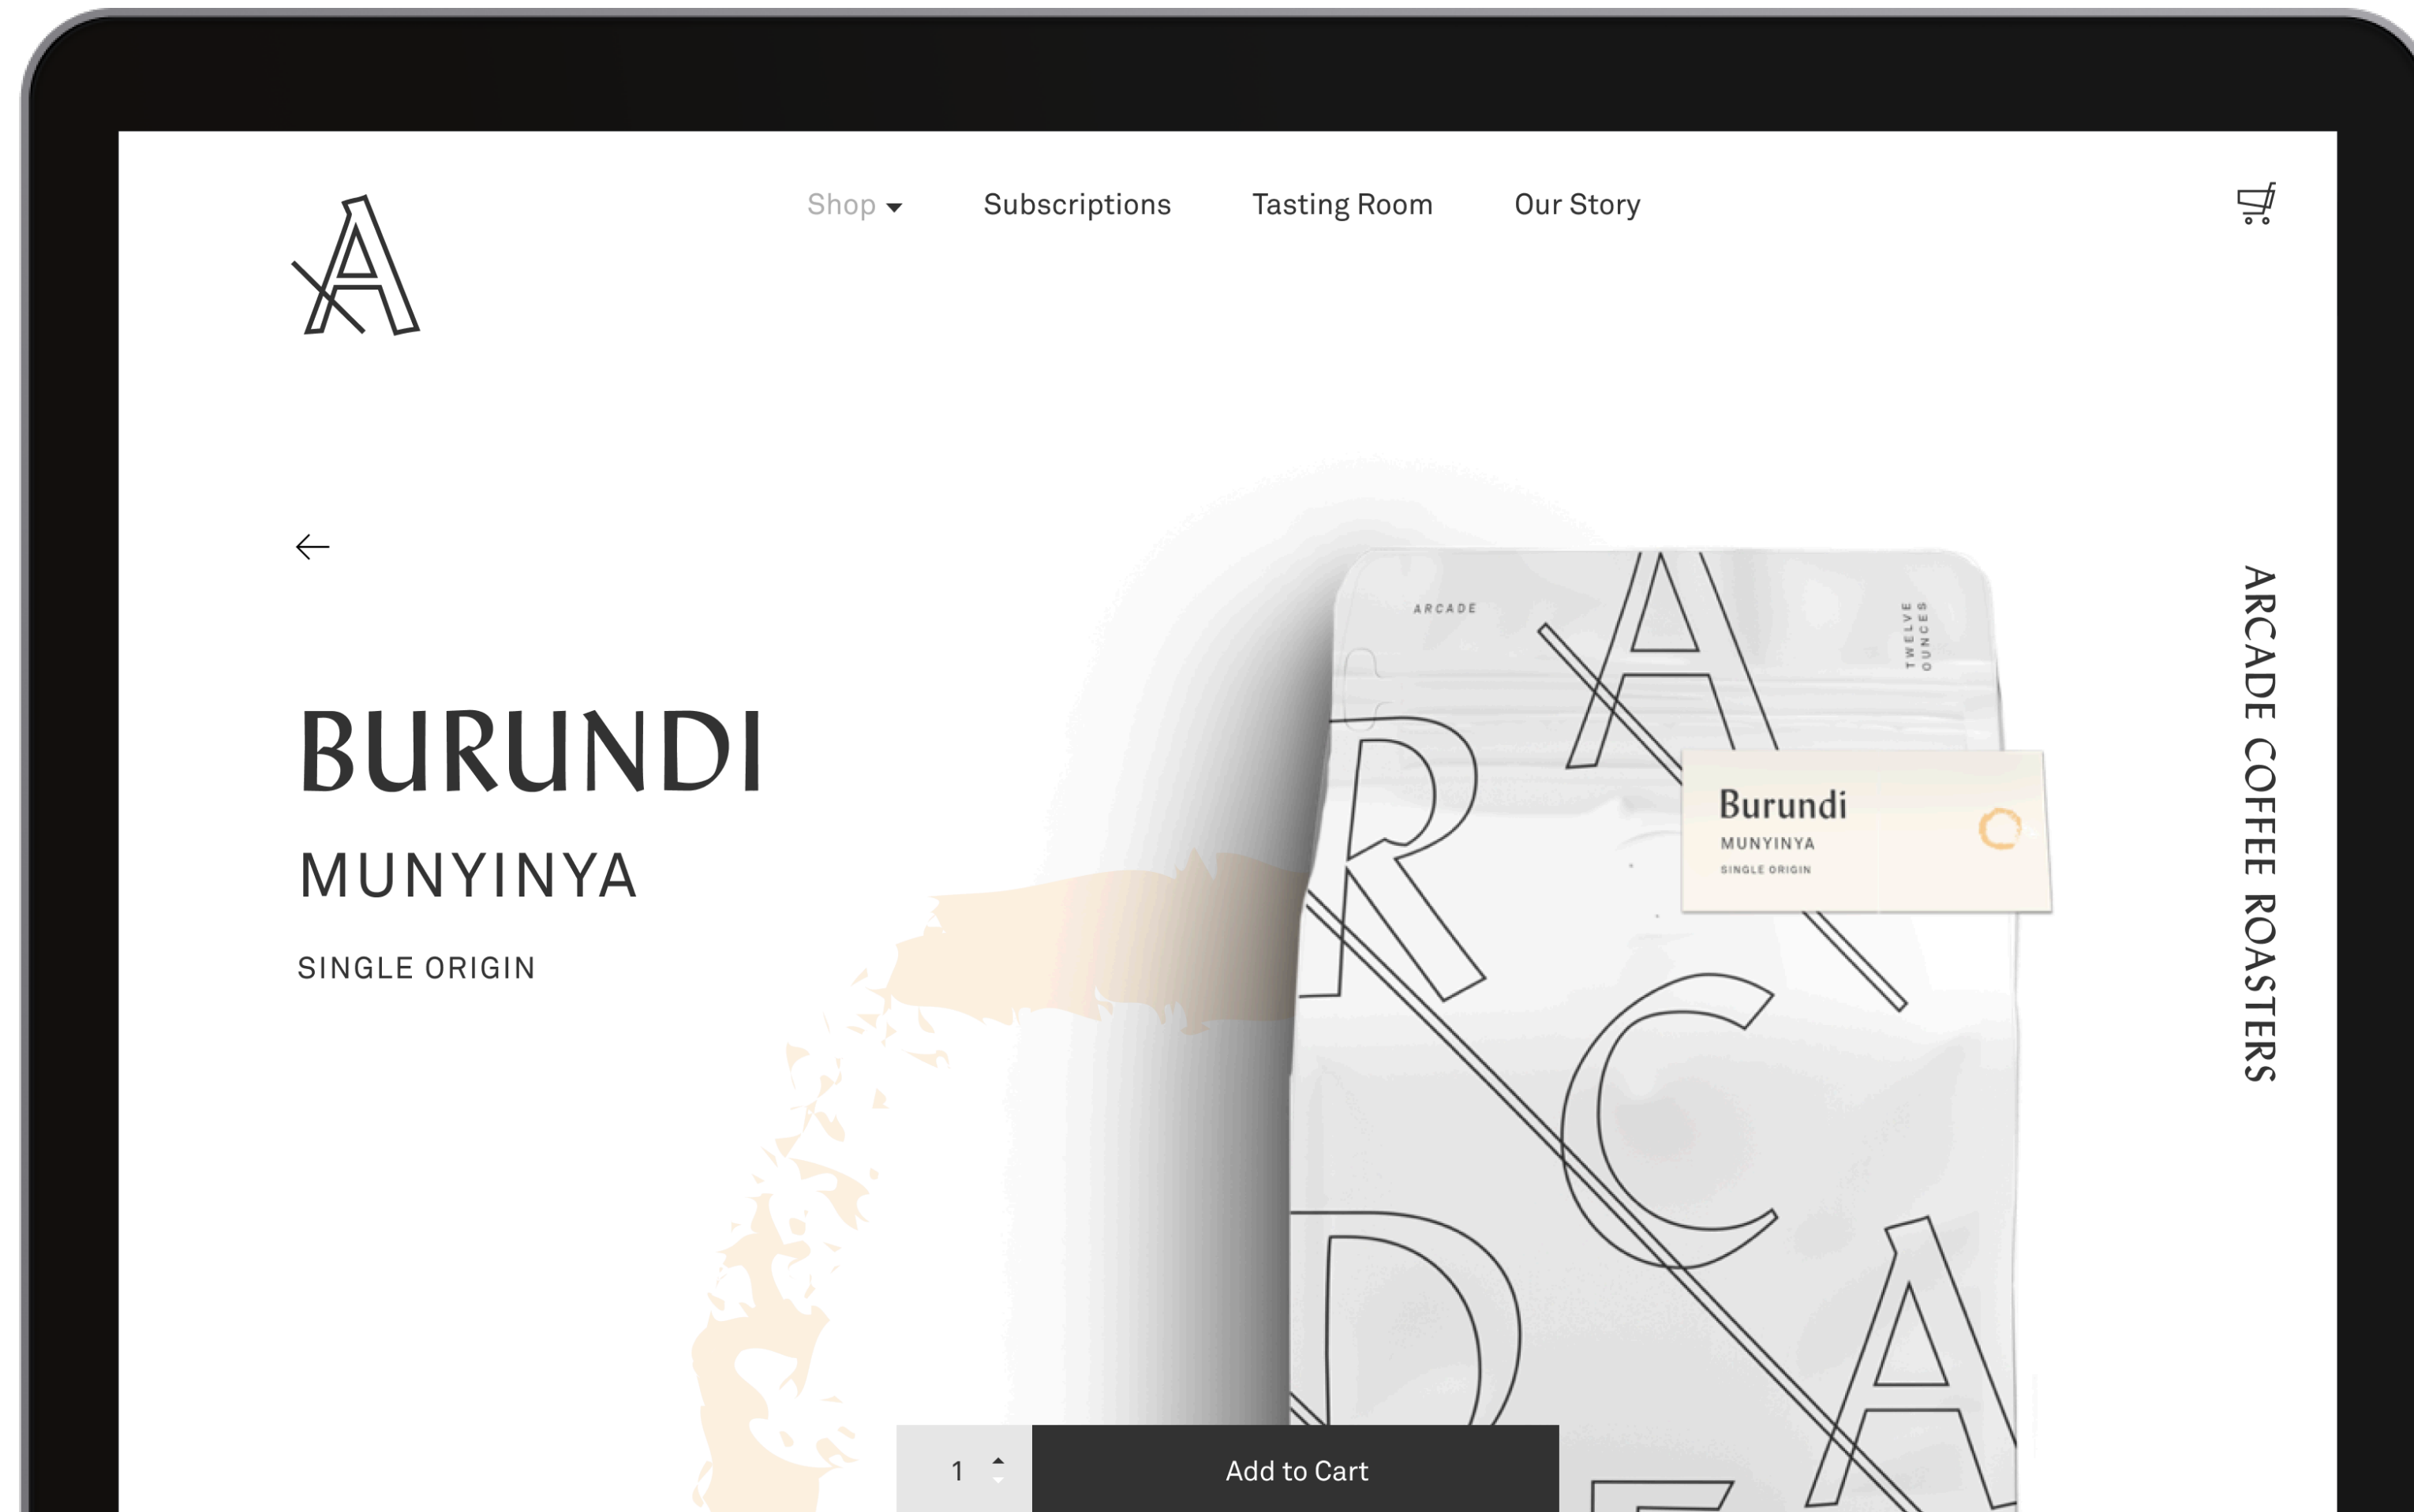 A
Shop
Subscriptions
Tasting Room
Our Story
BURUNDI
MUNYINYA
SINGLE ORIGIN
ARCADE
TWELVE
OUNCES
A
R
C
A
D
E
Burundi
MUNYINYA
SINGLE ORIGIN
ARCADE COFFEE ROASTERS
1
Add to Cart